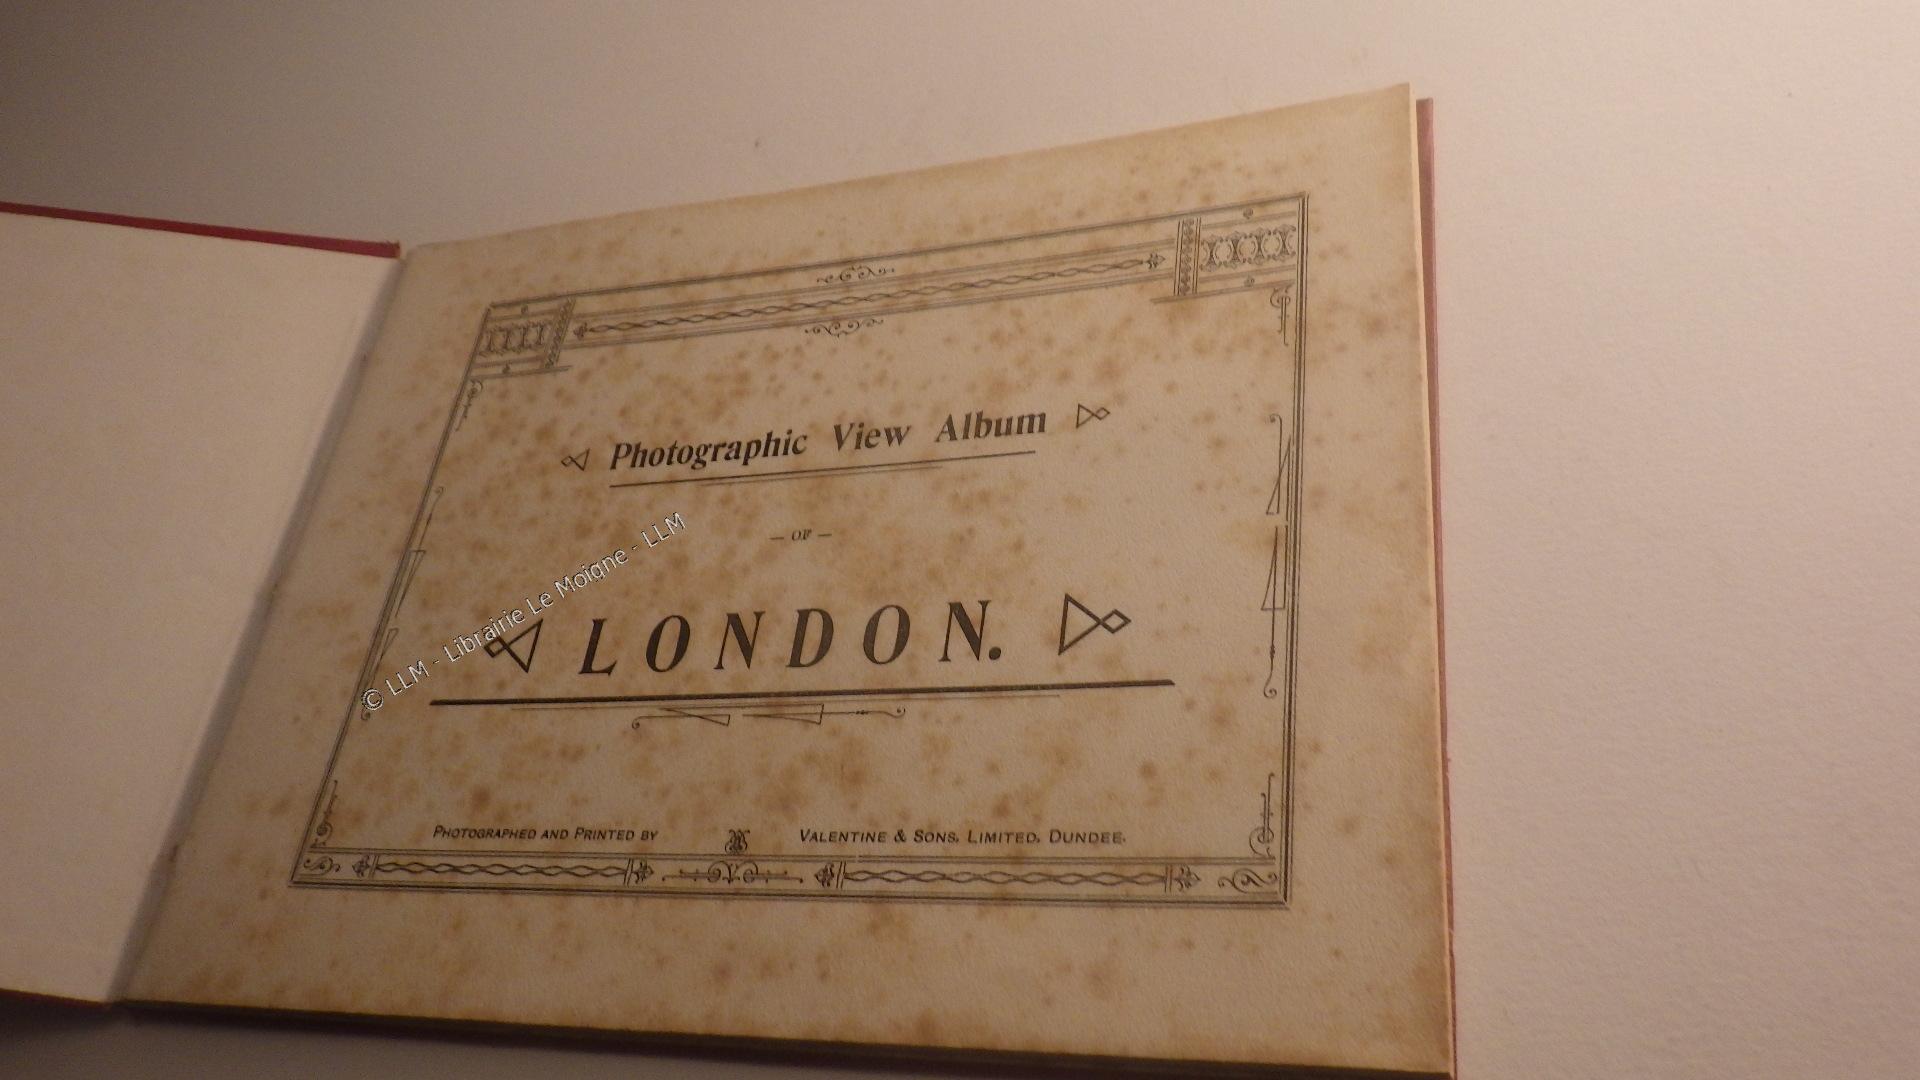 Photographic View Album
— OF —
LONDON.
PHOTOGRAPHED AND PRINTED BY VALENTINE & SONS, LIMITED, DUNDEE.
© LLM - Librairie Le Moigne - LLM